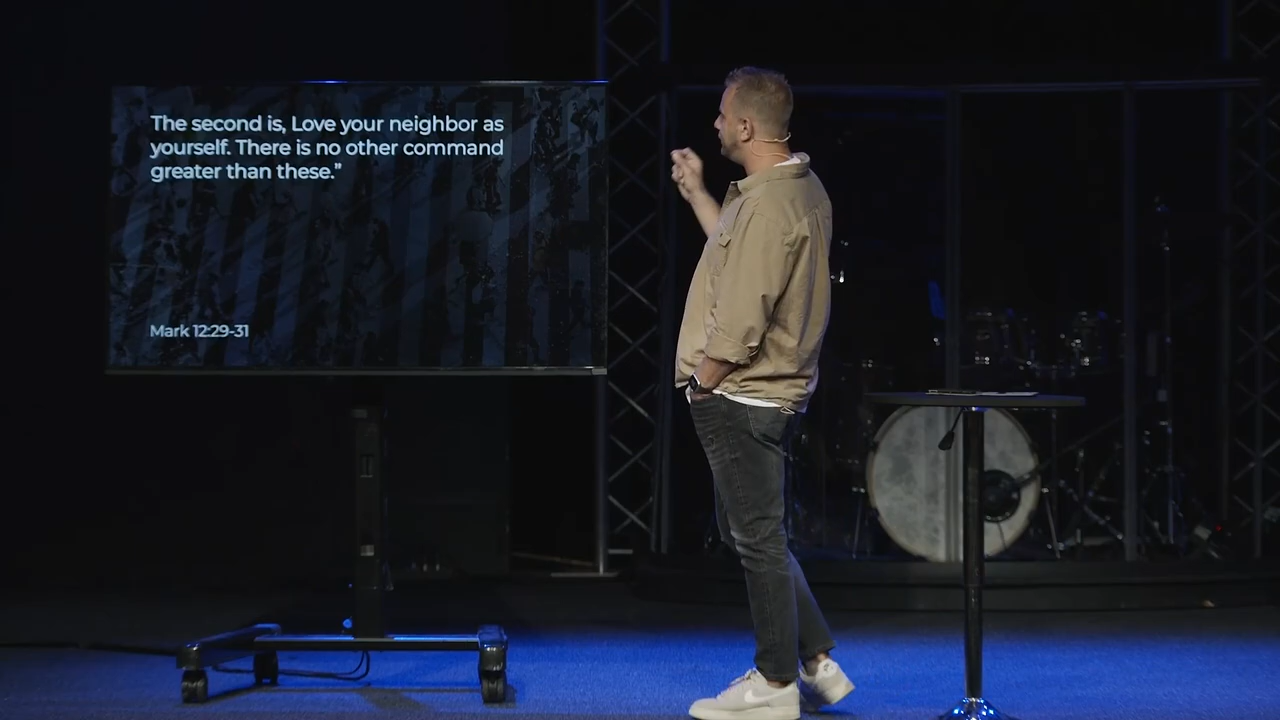 The second is, Love your neighbor as
yourself. There is no other command
greater than these.”
Mark 12:29-31